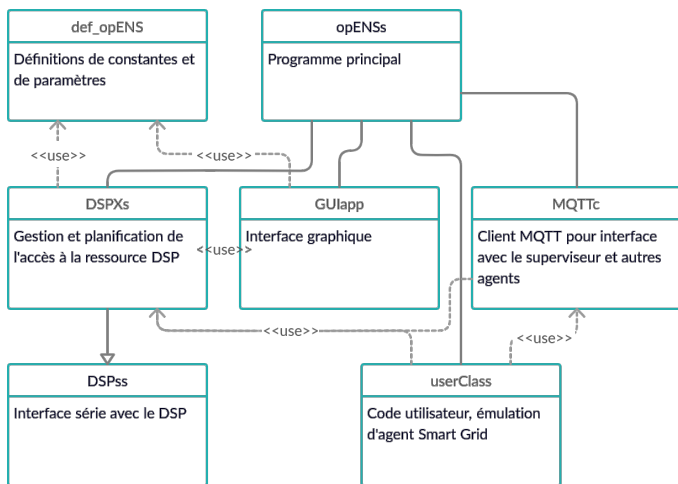 def_opENS
Définitions de constantes et
de paramètres
opENSs
Programme principal
<<use>>
<<use>>
DSPXs
Gestion et planification de
l'accès à la ressource DSP
<<use>>
GUIapp
Interface graphique
MQTTc
Client MQTT pour interface
avec le superviseur et autres
agents
<<use>>
<<use>>
DSPss
Interface série avec le DSP
userClass
Code utilisateur, émulation
d'agent Smart Grid